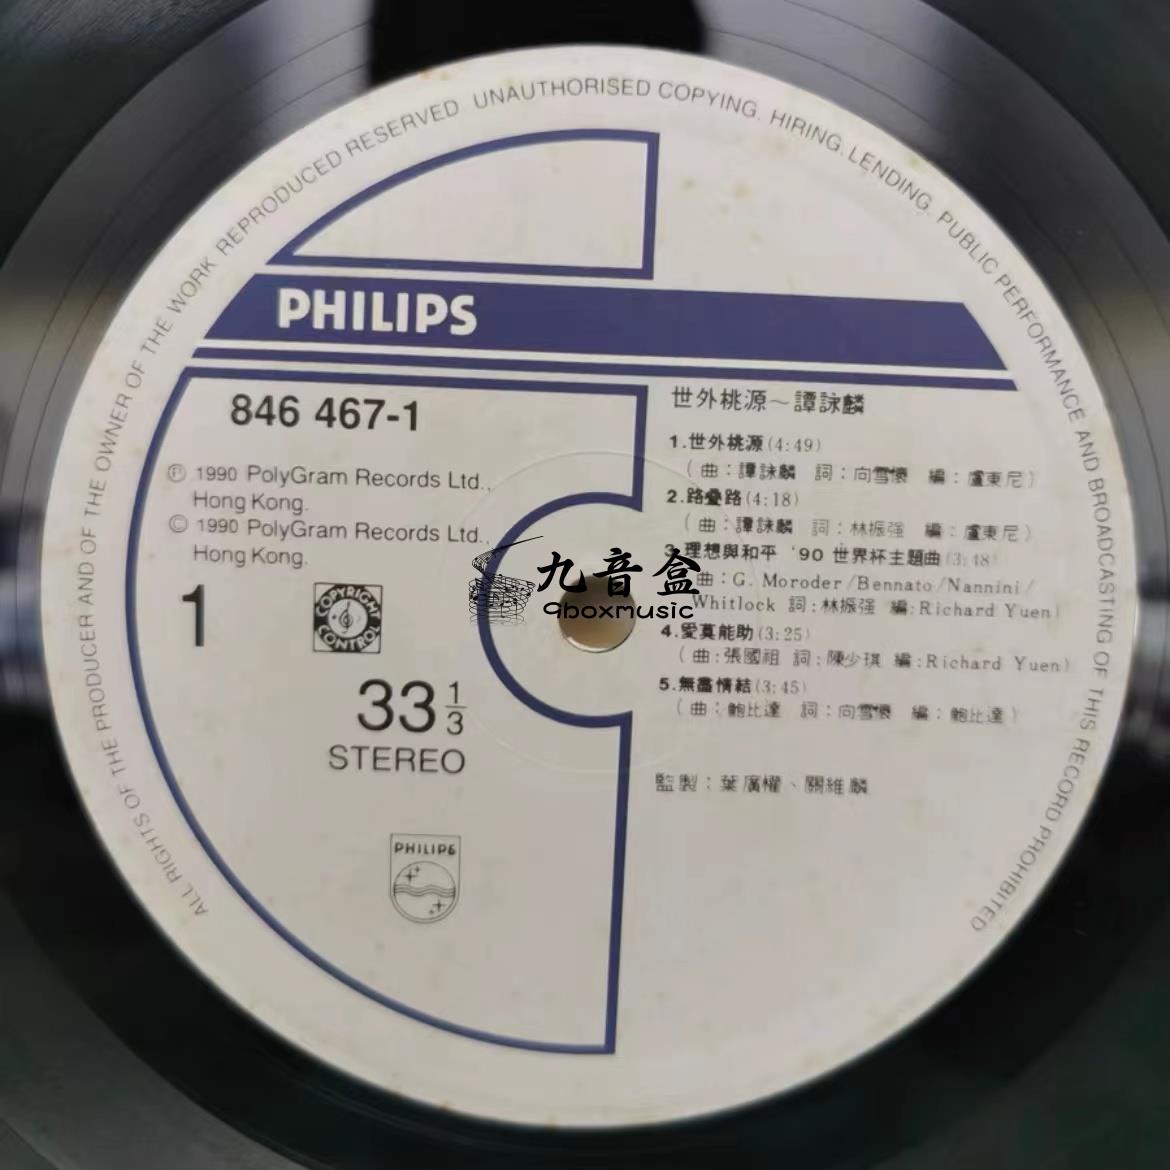 ALL RIGHTS OF THE PRODUCER AND OF THE OWNER OF THE WORK REPRODUCED RESERVED UNAUTHORISED COPYING. HIRING. LENDING. PUBLIC PERFORMANCE AND BROADCASTING OF THIS RECORD PROHIBITED
PHILIPS
846 467-1
Ⓟ 1990 PolyGram Records Ltd.,
Hong Kong.
© 1990 PolyGram Records Ltd.,
Hong Kong.
1
COPYRIGHT
CONTROL
33 1/3
STEREO
PHILIPS
世外桃源～譚詠麟
1.世外桃源(4:49)
(曲：譚詠麟 詞：向雪懷 編：盧東尼)
2.路疊路(4:18)
(曲：譚詠麟 詞：林振强 編：盧東尼)
3.理想與和平 '90 世界杯主題曲(3:48)
曲：G. Moroder/Bennato/Nannini/
Whitlock 詞：林振强 編：Richard Yuen)
4.愛莫能助(3:25)
(曲：張國祖 詞：陳少琪 編：Richard Yuen)
5.無盡情結(3:45)
(曲：鮑比達 詞：向雪懷 編：鮑比達)
監製：葉廣權、關維麟
九音盒
9boxmusic